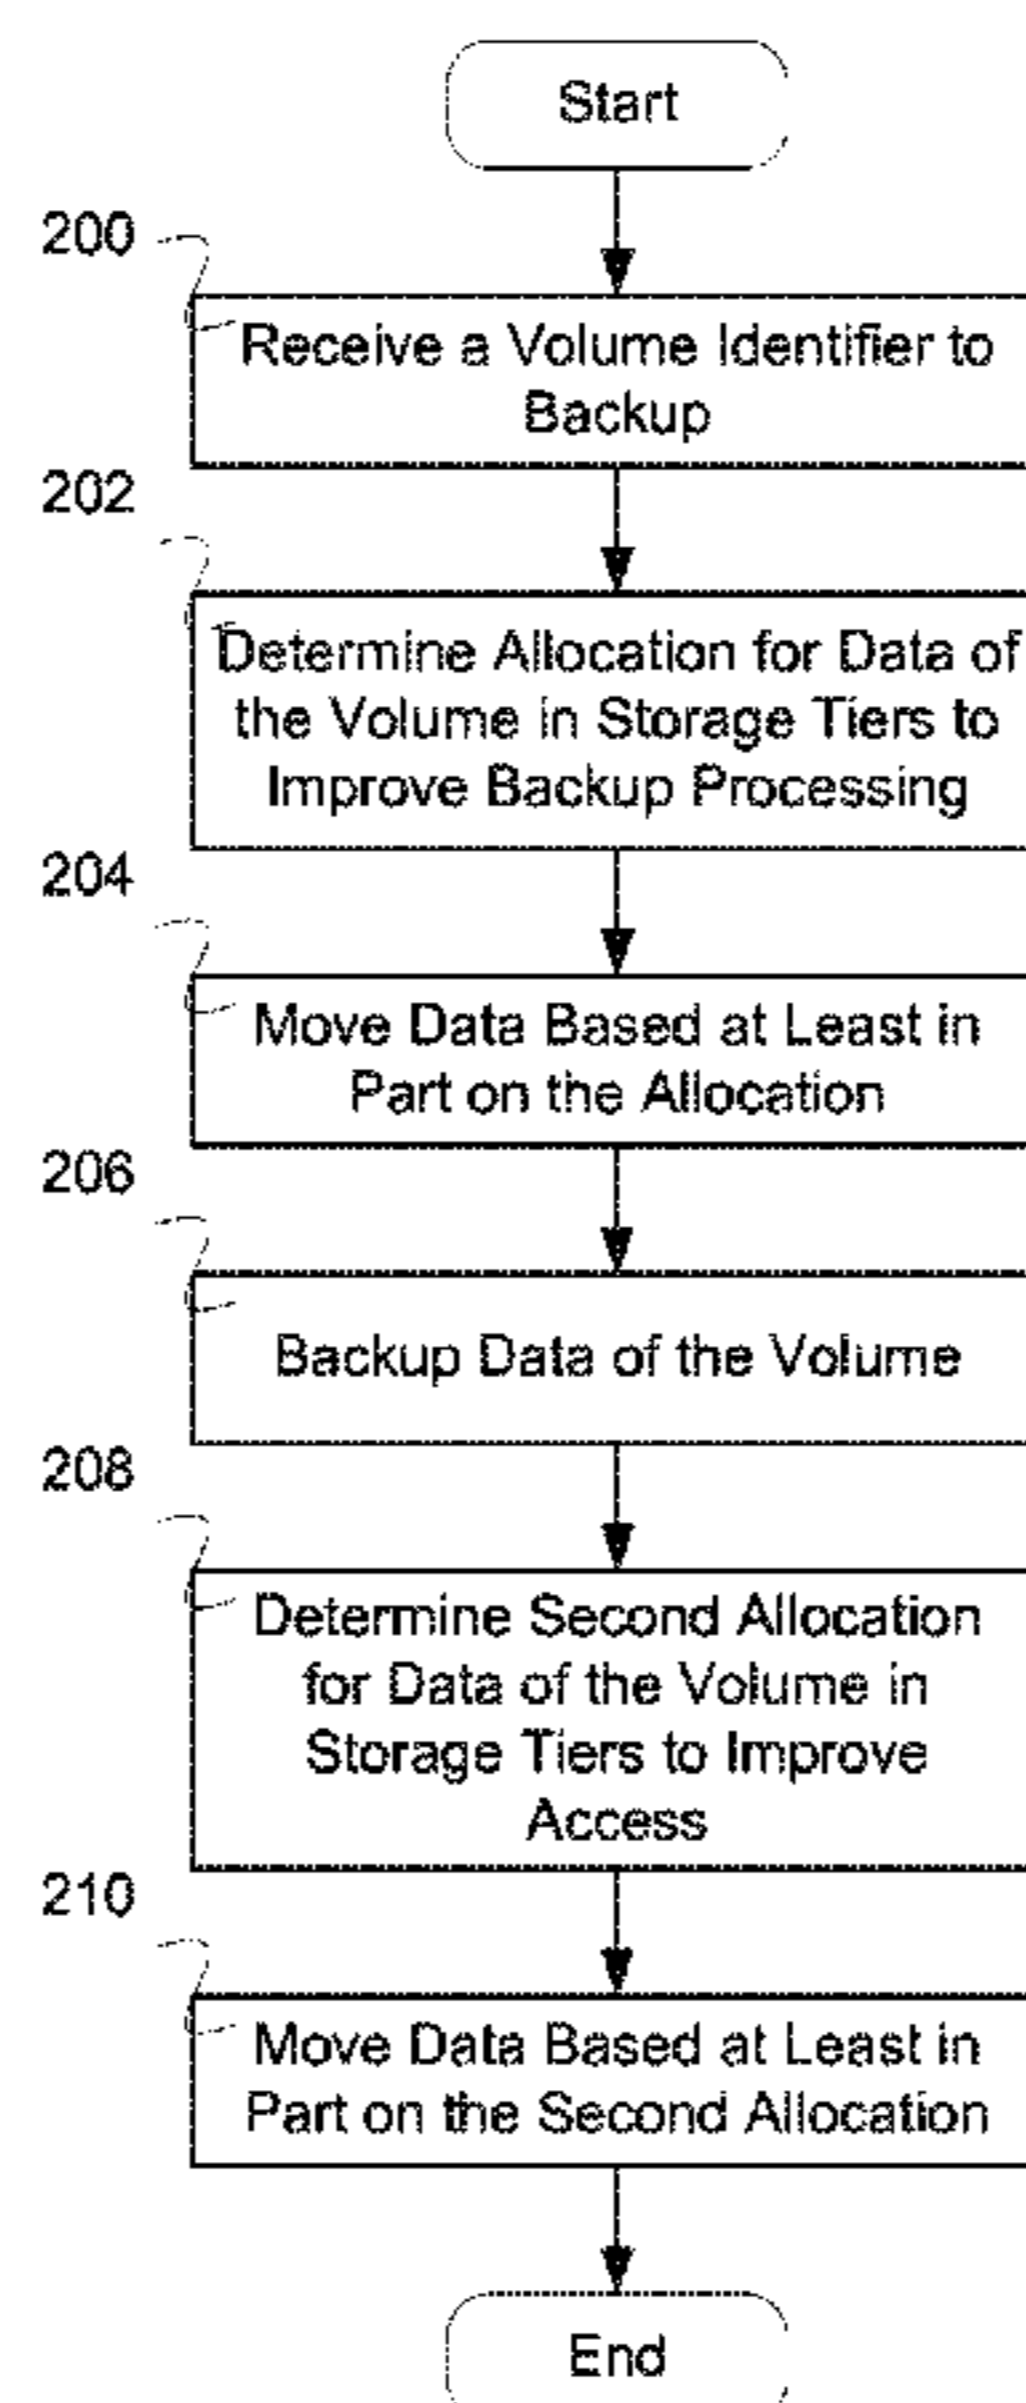 Start
200
Receive a Volume Identifier to
Backup
202
Determine Allocation for Data of
the Volume in Storage Tiers to
Improve Backup Processing
204
Move Data Based at Least in
Part on the Allocation
206
Backup Data of the Volume
208
Determine Second Allocation
for Data of the Volume in
Storage Tiers to Improve
Access
210
Move Data Based at Least in
Part on the Second Allocation
End